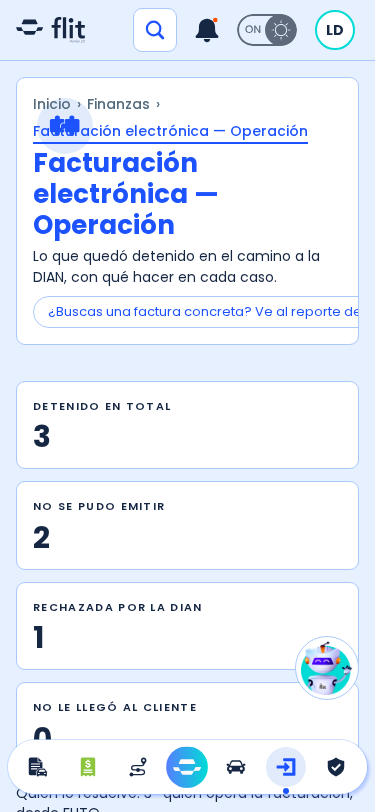 flit
ON
LD
Inicio › Finanzas ›
Facturación electrónica — Operación
Facturación
electrónica —
Operación
Lo que quedó detenido en el camino a la
DIAN, con qué hacer en cada caso.
¿Buscas una factura concreta? Ve al reporte de
DETENIDO EN TOTAL
3
NO SE PUDO EMITIR
2
RECHAZADA POR LA DIAN
1
NO LE LLEGÓ AL CLIENTE
0